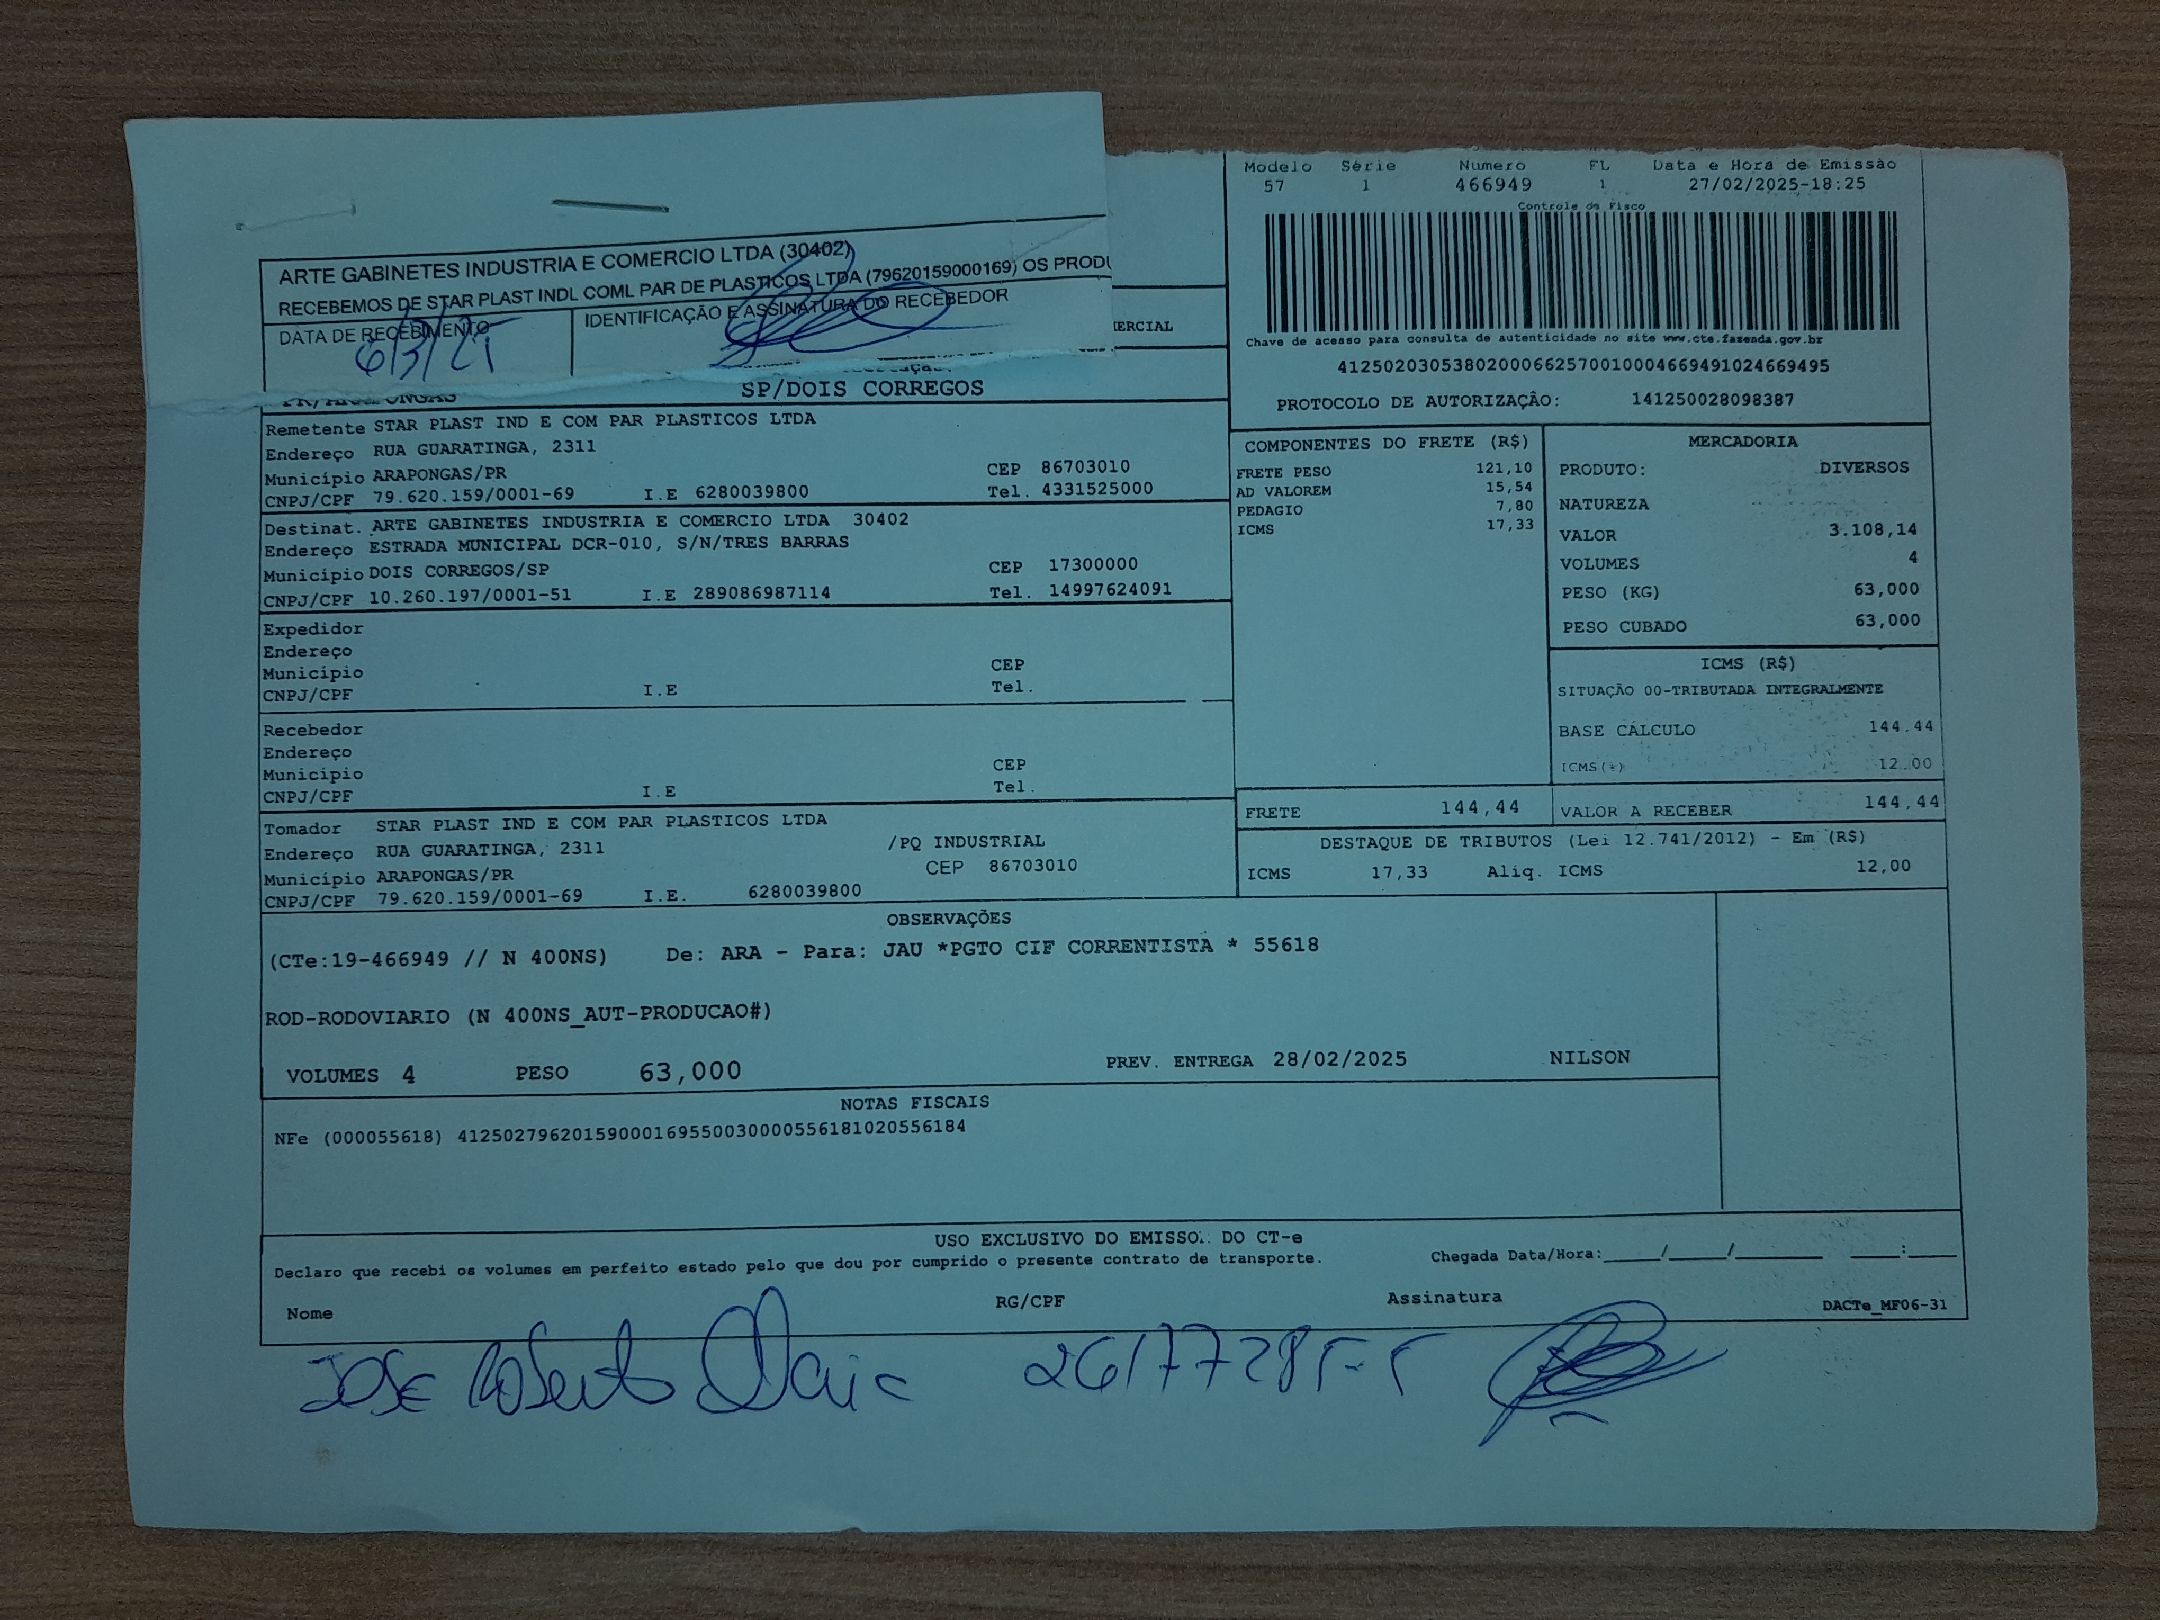 ARTE GABINETES INDUSTRIA E COMERCIO LTDA (30402)
RECEBEMOS DE STAR PLAST INDL COML PAR DE PLASTICOS LTDA (79620159000169) OS PRODU
DATA DE RECEBIMENTO IDENTIFICAÇÃO E ASSINATURA DO RECEBEDOR
6/3/25
ERCIAL
PR/ARAPONGAS SP/DOIS CORREGOS
Modelo Série Numero FL Data e Hora de Emissão
57 1 466949 1 27/02/2025-18:25
Controle do Fisco
Chave de acesso para consulta de autenticidade no site www.cte.fazenda.gov.br
41250203053802000662570010004669491024669495
PROTOCOLO DE AUTORIZAÇÃO: 141250028098387
Remetente STAR PLAST IND E COM PAR PLASTICOS LTDA
Endereço RUA GUARATINGA, 2311
Município ARAPONGAS/PR CEP 86703010
CNPJ/CPF 79.620.159/0001-69 I.E 6280039800 Tel. 4331525000
Destinat. ARTE GABINETES INDUSTRIA E COMERCIO LTDA 30402
Endereço ESTRADA MUNICIPAL DCR-010, S/N/TRES BARRAS
Município DOIS CORREGOS/SP CEP 17300000
CNPJ/CPF 10.260.197/0001-51 I.E 289086987114 Tel. 14997624091
Expedidor
Endereço
Município CEP
CNPJ/CPF I.E Tel.
Recebedor
Endereço
Município CEP
CNPJ/CPF I.E Tel.
Tomador STAR PLAST IND E COM PAR PLASTICOS LTDA
Endereço RUA GUARATINGA, 2311 /PQ INDUSTRIAL
Município ARAPONGAS/PR CEP 86703010
CNPJ/CPF 79.620.159/0001-69 I.E. 6280039800
COMPONENTES DO FRETE (R$)
FRETE PESO 121,10
AD VALOREM 15,54
PEDAGIO 7,80
ICMS 17,33
MERCADORIA
PRODUTO: DIVERSOS
NATUREZA
VALOR 3.108,14
VOLUMES 4
PESO (KG) 63,000
PESO CUBADO 63,000
ICMS (R$)
SITUAÇÃO 00-TRIBUTADA INTEGRALMENTE
BASE CÁLCULO 144.44
ICMS(%) 12.00
FRETE 144,44 VALOR A RECEBER 144,44
DESTAQUE DE TRIBUTOS (Lei 12.741/2012) - Em (R$)
ICMS 17,33 Aliq. ICMS 12,00
OBSERVAÇÕES
(CTe:19-466949 // N 400NS) De: ARA - Para: JAU *PGTO CIF CORRENTISTA * 55618
ROD-RODOVIARIO (N 400NS_AUT-PRODUCAO#)
VOLUMES 4 PESO 63,000 PREV. ENTREGA 28/02/2025 NILSON
NOTAS FISCAIS
NFe (000055618) 41250279620159000169550030000556181020556184
USO EXCLUSIVO DO EMISSO. DO CT-e
Declaro que recebi os volumes em perfeito estado pelo que dou por cumprido o presente contrato de transporte. Chegada Data/Hora:____/____/______ ___:___
Nome RG/CPF Assinatura DACTe_MF06-31
JOSE Roberto